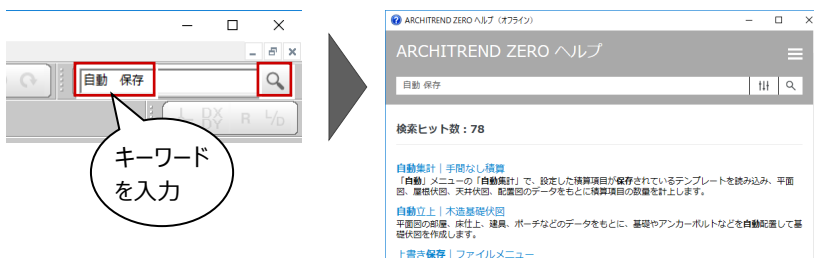 自動 保存
L DX
DY R L/D
キーワード
を入力
ARCHITREND ZERO ヘルプ (オフライン)
ARCHITREND ZERO ヘルプ
自動 保存
検索ヒット数：78
自動集計 | 手間なし積算
「自動」メニューの「自動集計」で、設定した積算項目が保存されているテンプレートを読み込み、平面
図、屋根伏図、天井伏図、配置図のデータをもとに積算項目の数量を計上します。
自動立上 | 木造基礎伏図
平面図の部屋、床仕上、建具、ポーチなどのデータをもとに、基礎やアンカーボルトなどを自動配置して基
礎伏図を作成します。
上書き保存 | ファイルメニュー